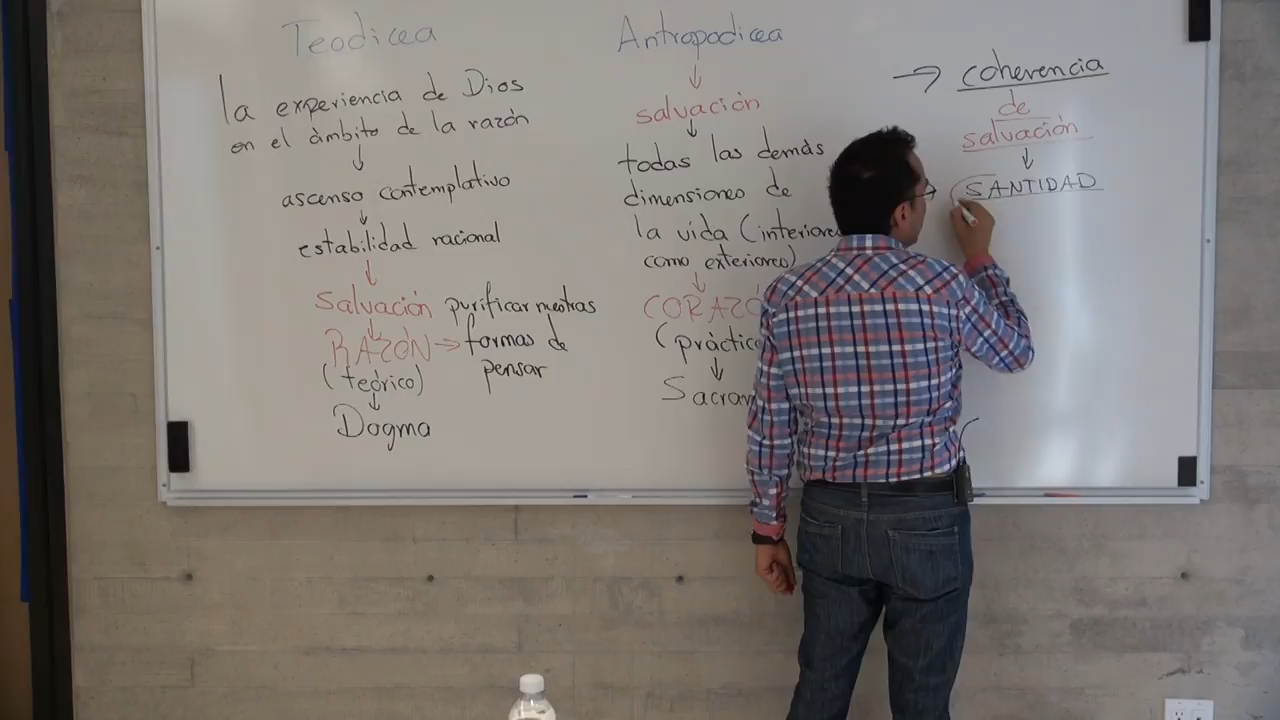 Teodicea
la experiencia de Dios
en el ámbito de la razón
ascenso contemplativo
estabilidad racional
salvación purificar nuestras
RAZÓN → formas de
(teórico) pensar
Dogma
Antropodicea
salvación
todas las demás
dimensiones de
la vida (interiores
como exteriores)
→ coherencia
de
salvación
SANTIDAD